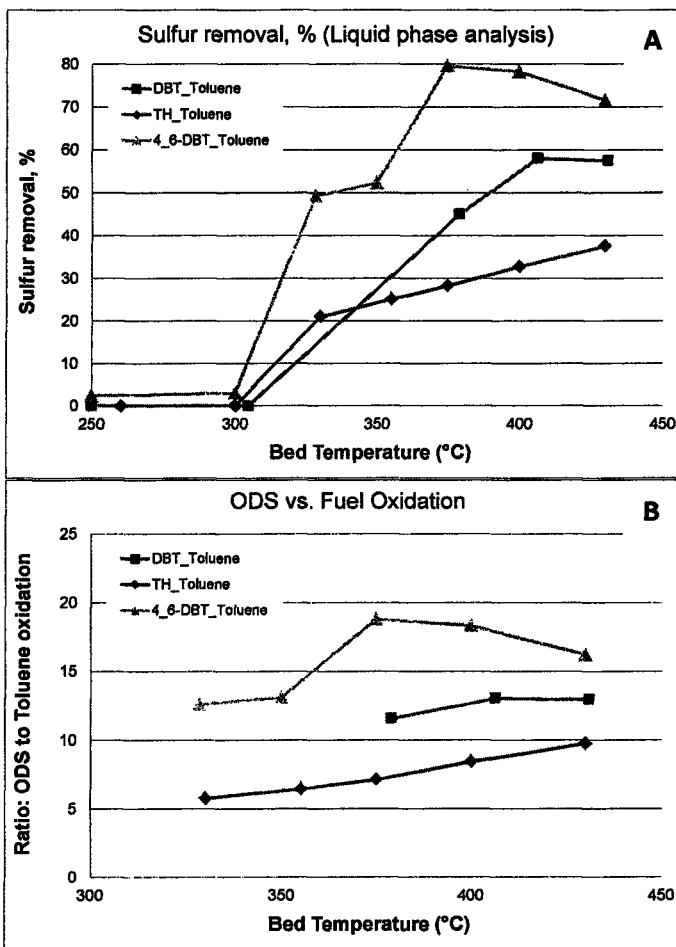 Sulfur removal, % (Liquid phase analysis)
A
80
70
60
50
40
30
20
10
0
Sulfur removal, %
DBT_Toluene
TH_Toluene
4_6-DBT_Toluene
250
300
350
400
450
Bed Temperature (°C)
ODS vs. Fuel Oxidation
B
25
20
15
10
5
0
Ratio: ODS to Toluene oxidation
DBT_Toluene
TH_Toluene
4_6-DBT_Toluene
300
350
400
450
Bed Temperature (°C)